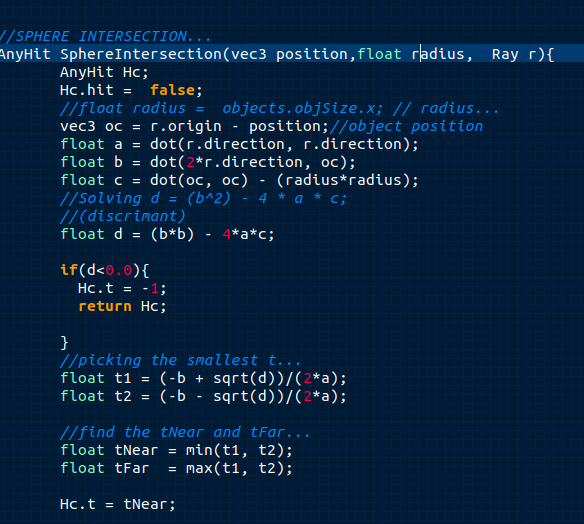 //SPHERE INTERSECTION...
AnyHit SphereIntersection(vec3 position,float radius,  Ray r){
AnyHit Hc;
Hc.hit =  false;
//float radius =  objects.objSize.x; // radius...
vec3 oc = r.origin - position;//object position
float a = dot(r.direction, r.direction);
float b = dot(2*r.direction, oc);
float c = dot(oc, oc) - (radius*radius);
//Solving d = (b^2) - 4 * a * c;
//(discrimant)
float d = (b*b) - 4*a*c;
if(d<0.0){
Hc.t = -1;
return Hc;
}
//picking the smallest t...
float t1 = (-b + sqrt(d))/(2*a);
float t2 = (-b - sqrt(d))/(2*a);
//find the tNear and tFar...
float tNear = min(t1, t2);
float tFar  = max(t1, t2);
Hc.t = tNear;